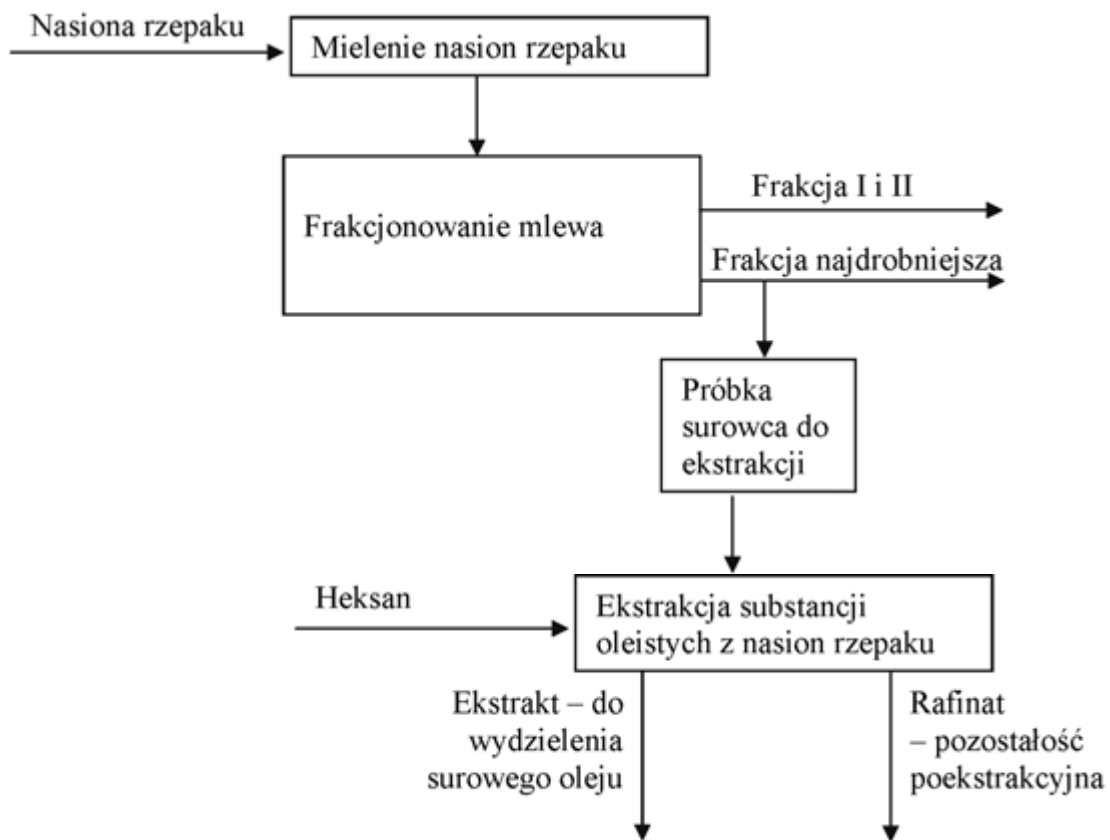 Nasiona rzepaku
Mielenie nasion rzepaku
Frakcjonowanie mlewa
Frakcja I i II
Frakcja najdrobniejsza
Próbka
surowca do
ekstrakcji
Heksan
Ekstrakcja substancji
oleistych z nasion rzepaku
Ekstrakt – do
wydzielenia
surowego oleju
Rafinat
– pozostałość
poekstrakcyjna